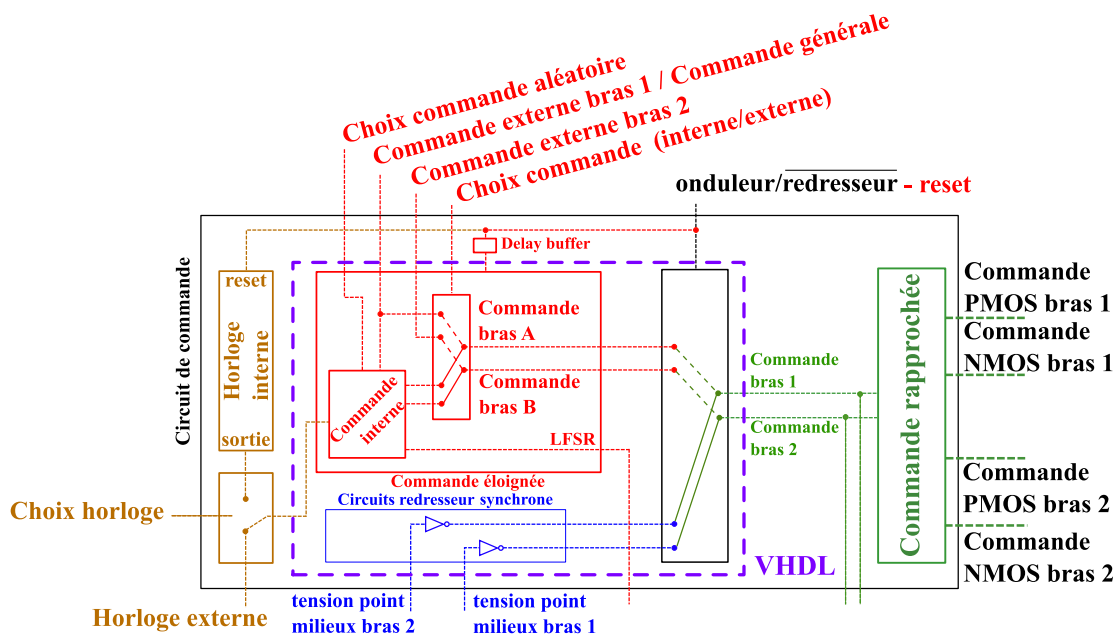 Choix commande aléatoire
Commande externe bras 1 / Commande générale
Commande externe bras 2
Choix commande (interne/externe)
onduleur/redresseur - reset
Circuit de commande
Delay buffer
reset
Horloge
interne
sortie
Commande
bras A
Commande
bras B
Commande
interne
LFSR
Commande éloignée
Circuits redresseur synchrone
Commande
bras 1
Commande
bras 2
Commande rapprochée
Commande
PMOS bras 1
Commande
NMOS bras 1
Commande
PMOS bras 2
Commande
NMOS bras 2
Choix horloge
VHDL
Horloge externe
tension point
milieux bras 2
tension point
milieux bras 1